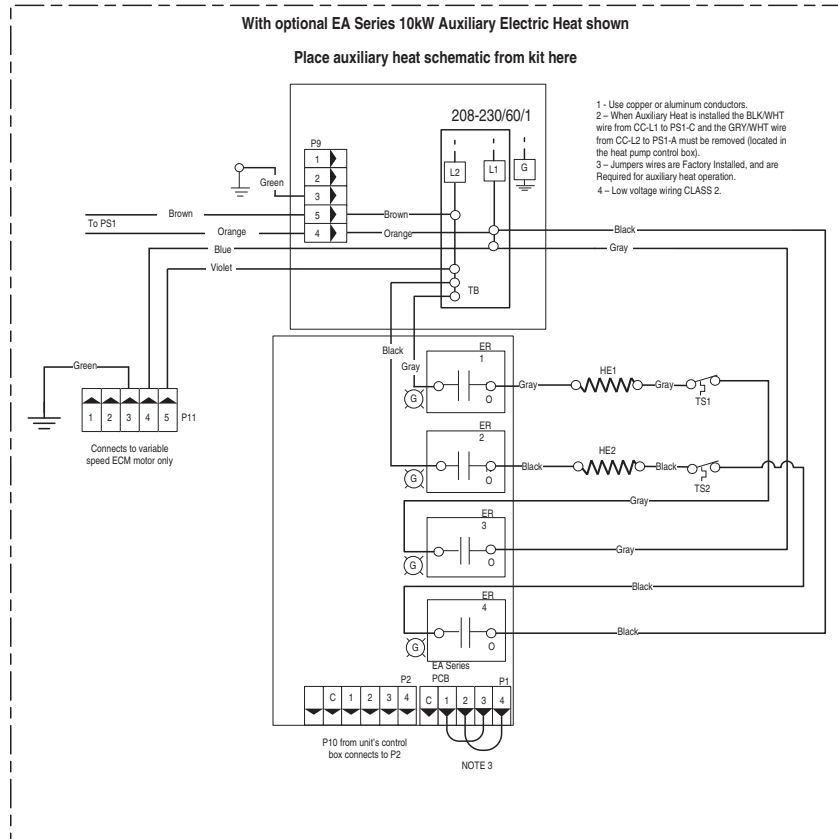 With optional EA Series 10kW Auxiliary Electric Heat shown
Place auxiliary heat schematic from kit here
208-230/60/1
1 - Use copper or aluminum conductors.
2 – When Auxiliary Heat is installed the BLK/WHT
wire from CC-L1 to PS1-C and the GRY/WHT wire
from CC-L2 to PS1-A must be removed (located in
the heat pump control box).
3 – Jumpers wires are Factory Installed, and are
Required for auxiliary heat operation.
4 – Low voltage wiring CLASS 2.
P9
1
2
3
5
4
L2
L1
G
Green
To PS1
Brown
Brown
Orange
Orange
Black
Blue
Gray
Violet
TB
Black
Gray
Green
1
2
3
4
5
P11
Connects to variable
speed ECM motor only
ER
1
G
O
Gray
HE1
Gray
TS1
ER
2
G
O
Black
HE2
Black
TS2
Gray
ER
3
G
O
Gray
Black
ER
4
G
O
Black
EA Series
PCB
P2
C
1
2
3
4
P1
C
1
2
3
4
P10 from unit's control
box connects to P2
NOTE 3